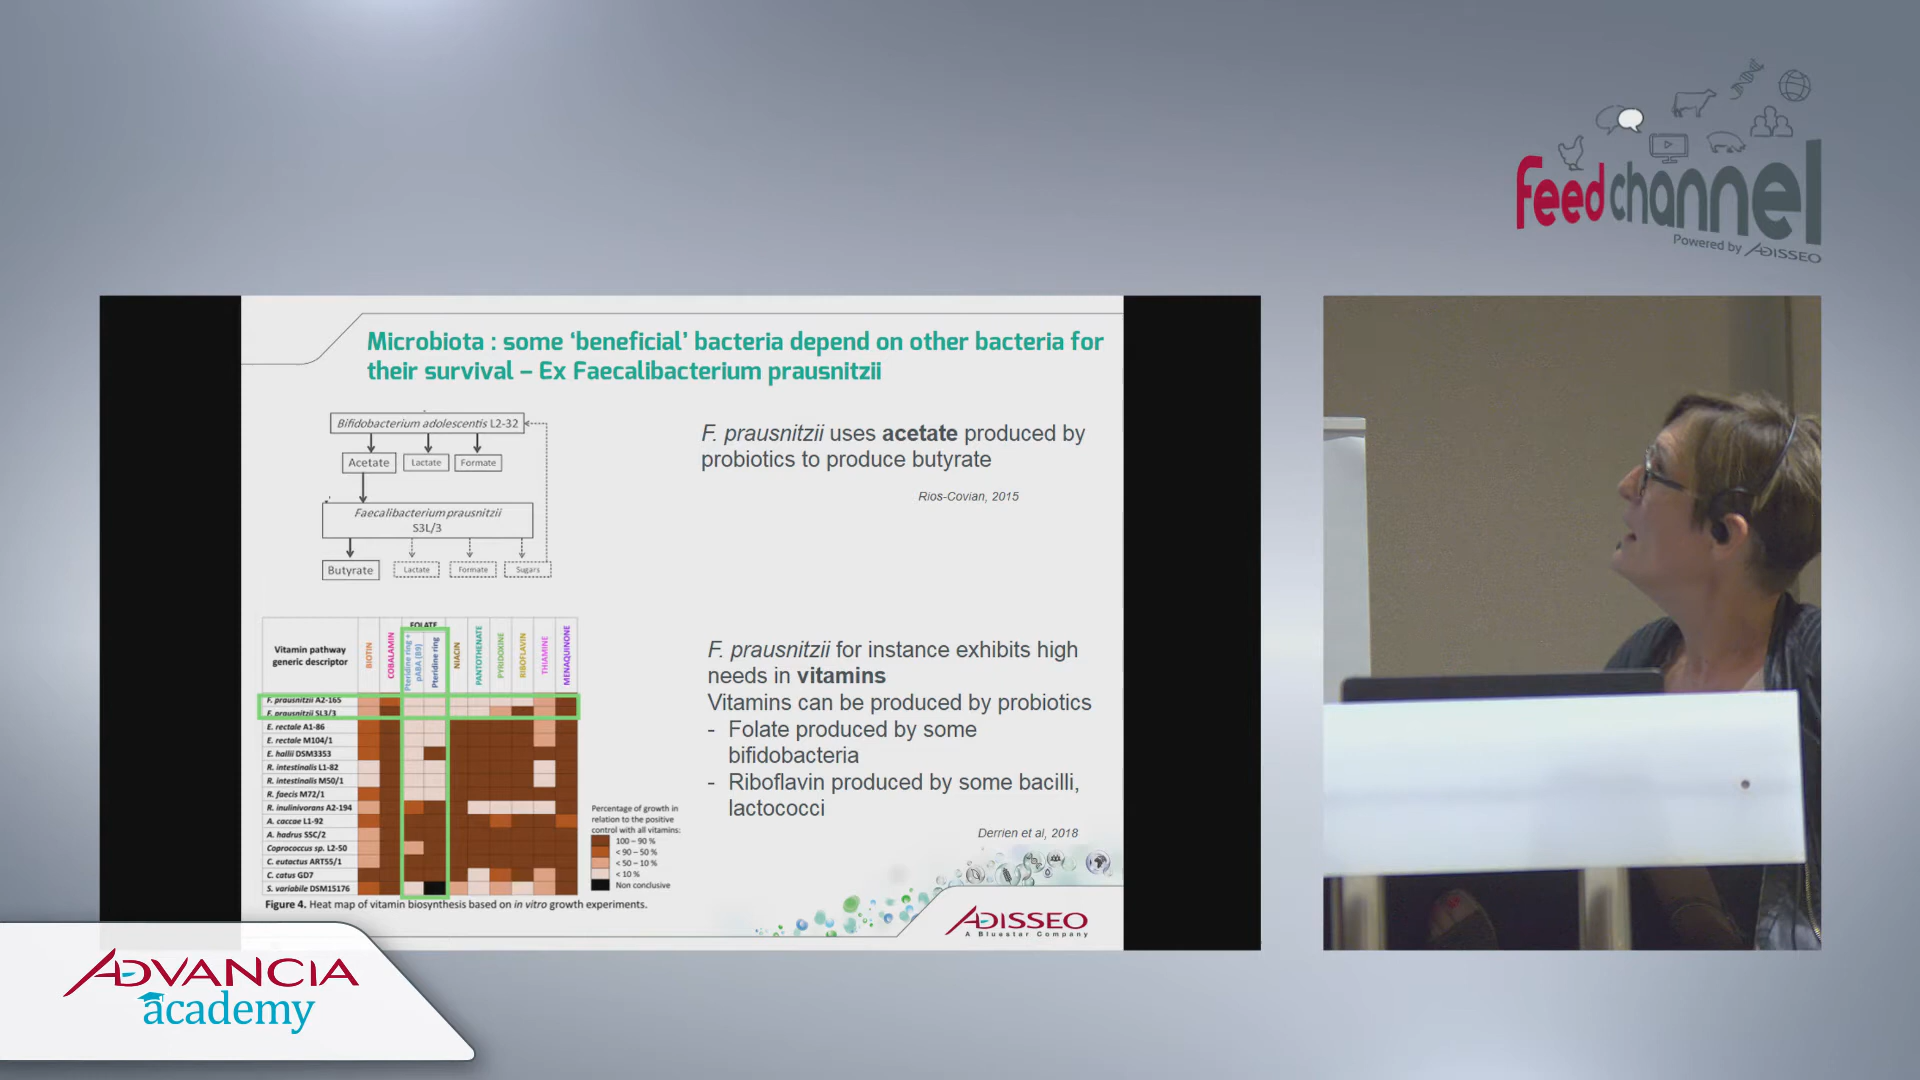 feedchannel
Powered by ADISSEO
Microbiota : some ‘beneficial’ bacteria depend on other bacteria for
their survival – Ex Faecalibacterium prausnitzii
Bifidobacterium adolescentis L2-32
Acetate Lactate Formate
Faecalibacterium prausnitzii
S3L/3
Butyrate Lactate Formate Sugars
F. prausnitzii uses acetate produced by
probiotics to produce butyrate
Rios-Covian, 2015
FOLATE
Vitamin pathway
generic descriptor
BIOTIN
COBALAMIN
Pteridine ring +
pABA (B9)
Pteridine ring
NIACIN
PANTOTHENATE
PYRIDOXINE
RIBOFLAVIN
THIAMINE
MENAQUINONE
F. prausnitzii A2-165
F. prausnitzii SL3/3
E. rectale A1-86
E. rectale M104/1
E. hallii DSM3353
R. intestinalis L1-82
R. intestinalis M50/1
R. faecis M72/1
R. inulinivorans A2-194
A. caccae L1-92
A. hadrus SSC/2
Coprococcus sp. L2-50
C. eutactus ART55/1
C. catus GD7
S. variabile DSM15176
Percentage of growth in
relation to the positive
control with all vitamins:
100 – 90 %
< 90 – 50 %
< 50 – 10 %
< 10 %
Non conclusive
Figure 4. Heat map of vitamin biosynthesis based on in vitro growth experiments.
F. prausnitzii for instance exhibits high
needs in vitamins
Vitamins can be produced by probiotics
- Folate produced by some
bifidobacteria
- Riboflavin produced by some bacilli,
lactococci
Derrien et al, 2018
ADISSEO
A Bluestar Company
ADVANCIA
academy